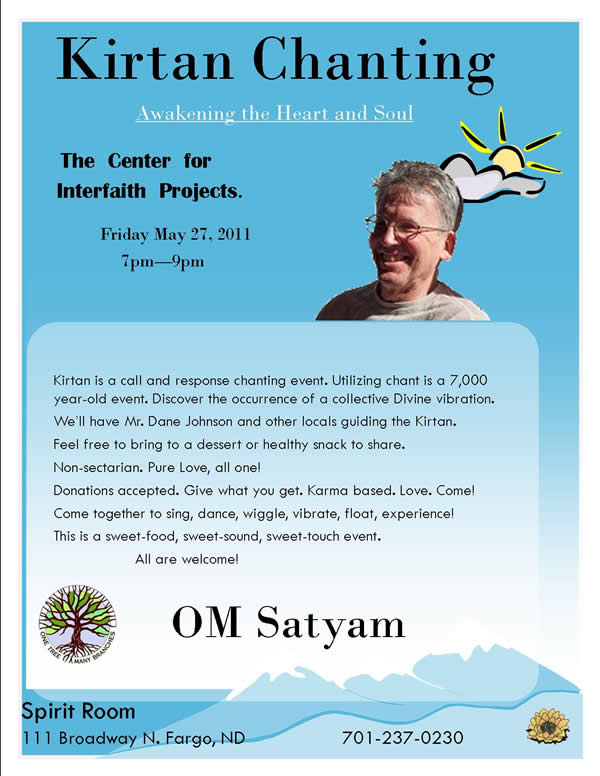 Kirtan Chanting
Awakening the Heart and Soul
The Center for
Interfaith Projects.
Friday May 27, 2011
7pm—9pm
Kirtan is a call and response chanting event. Utilizing chant is a 7,000
year-old event. Discover the occurrence of a collective Divine vibration.
We'll have Mr. Dane Johnson and other locals guiding the Kirtan.
Feel free to bring to a dessert or healthy snack to share.
Non-sectarian. Pure Love, all one!
Donations accepted. Give what you get. Karma based. Love. Come!
Come together to sing, dance, wiggle, vibrate, float, experience!
This is a sweet-food, sweet-sound, sweet-touch event.
All are welcome!
OM Satyam
ONE TREE MANY BRANCHES
Spirit Room
111 Broadway N. Fargo, ND 701-237-0230